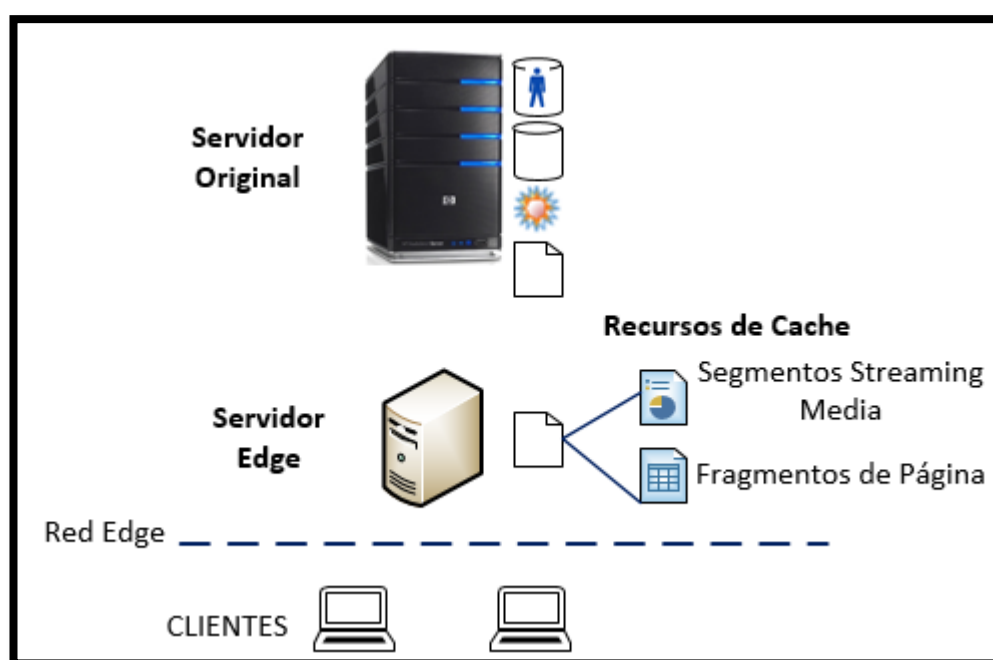 Servidor
Original
Recursos de Cache
Segmentos Streaming
Media
Servidor
Edge
Fragmentos de Página
Red Edge
CLIENTES